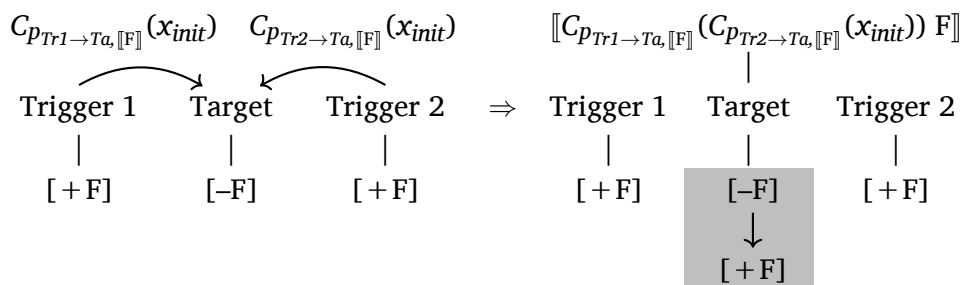 C_{p_{Tr1→Ta,⟦F⟧}}(x_{init}) C_{p_{Tr2→Ta,⟦F⟧}}(x_{init}) ⟦C_{p_{Tr1→Ta,⟦F⟧}}(C_{p_{Tr2→Ta,⟦F⟧}}(x_{init})) F⟧
Trigger 1 Target Trigger 2 ⇒ Trigger 1 Target Trigger 2
[+F] [–F] [+F] [+F] [–F] [+F]
↓
[+F]